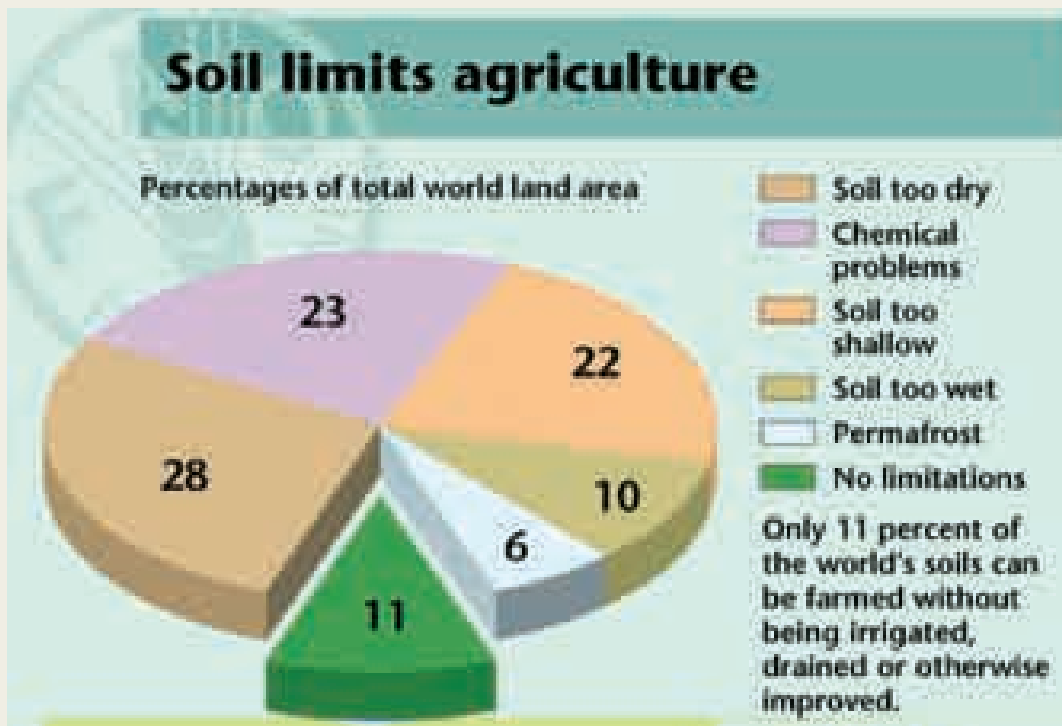 Soil limits agriculture
Percentages of total world land area
23
22
28
10
6
11
Soil too dry
Chemical
problems
Soil too
shallow
Soil too wet
Permafrost
No limitations
Only 11 percent of
the world's soils can
be farmed without
being irrigated,
drained or otherwise
improved.